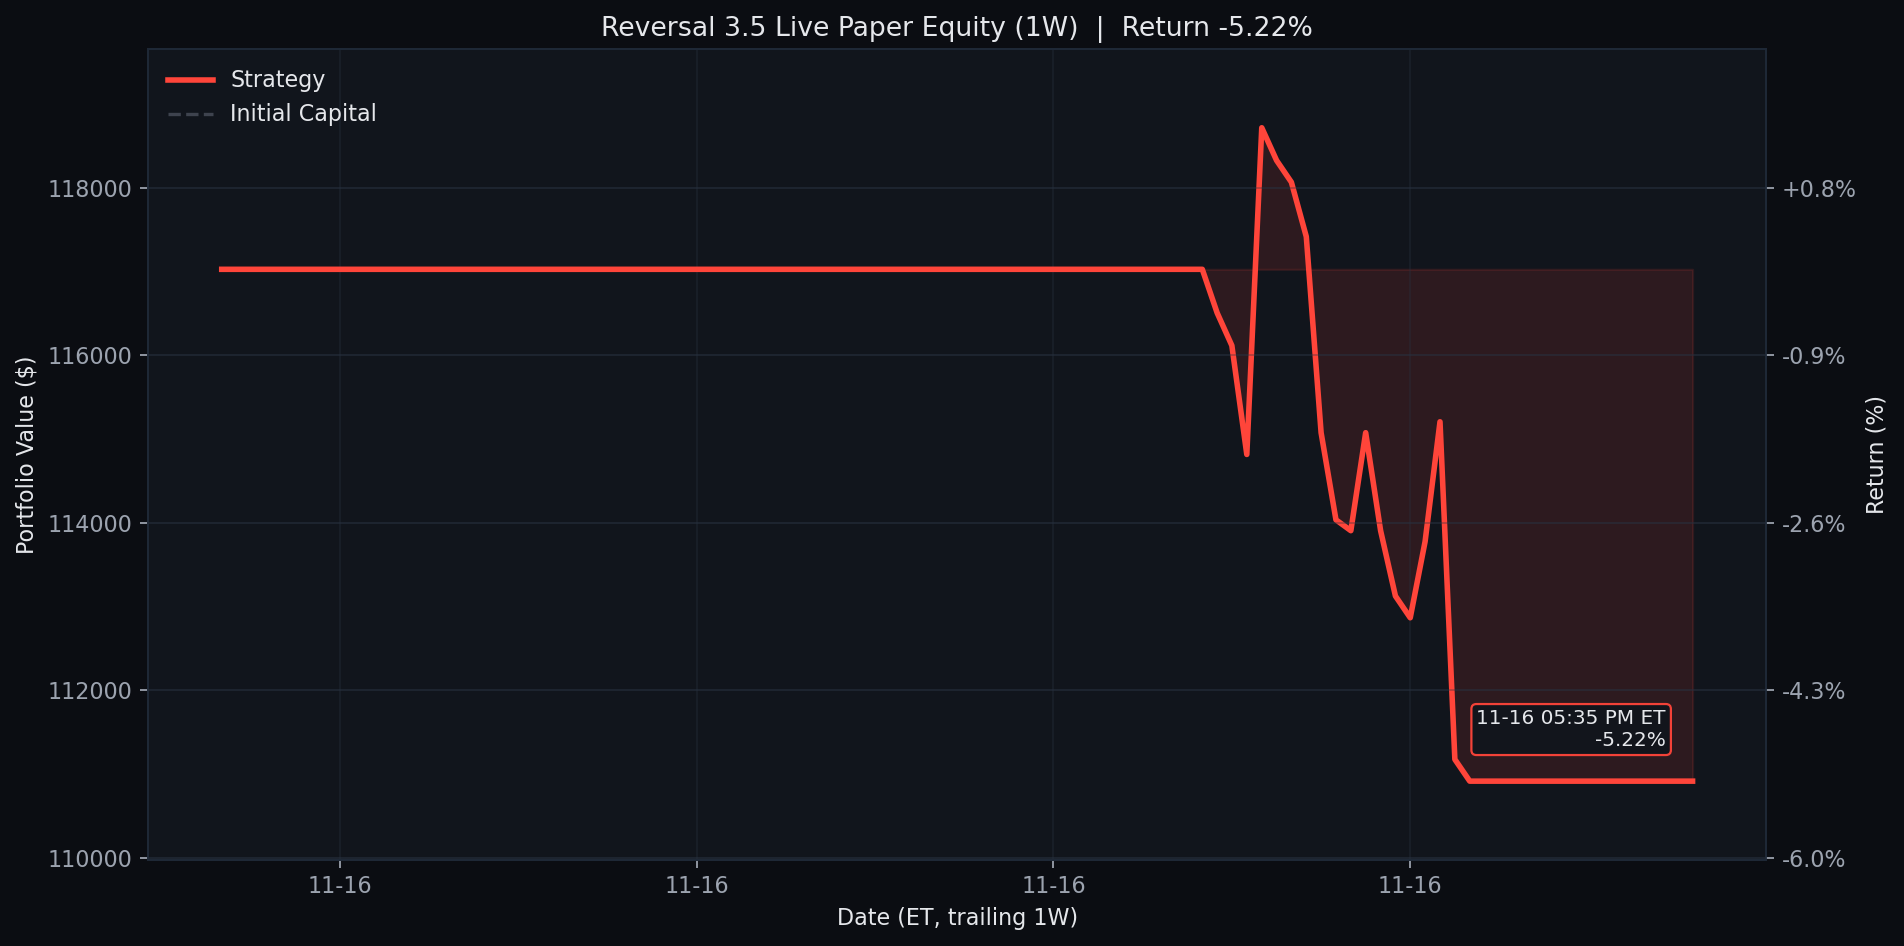 Reversal 3.5 Live Paper Equity (1W)  |  Return -5.22%
Strategy
Initial Capital
118000
116000
114000
112000
110000
Portfolio Value ($)
+0.8%
-0.9%
-2.6%
-4.3%
-6.0%
Return (%)
11-16 05:35 PM ET
-5.22%
11-16
11-16
11-16
11-16
Date (ET, trailing 1W)